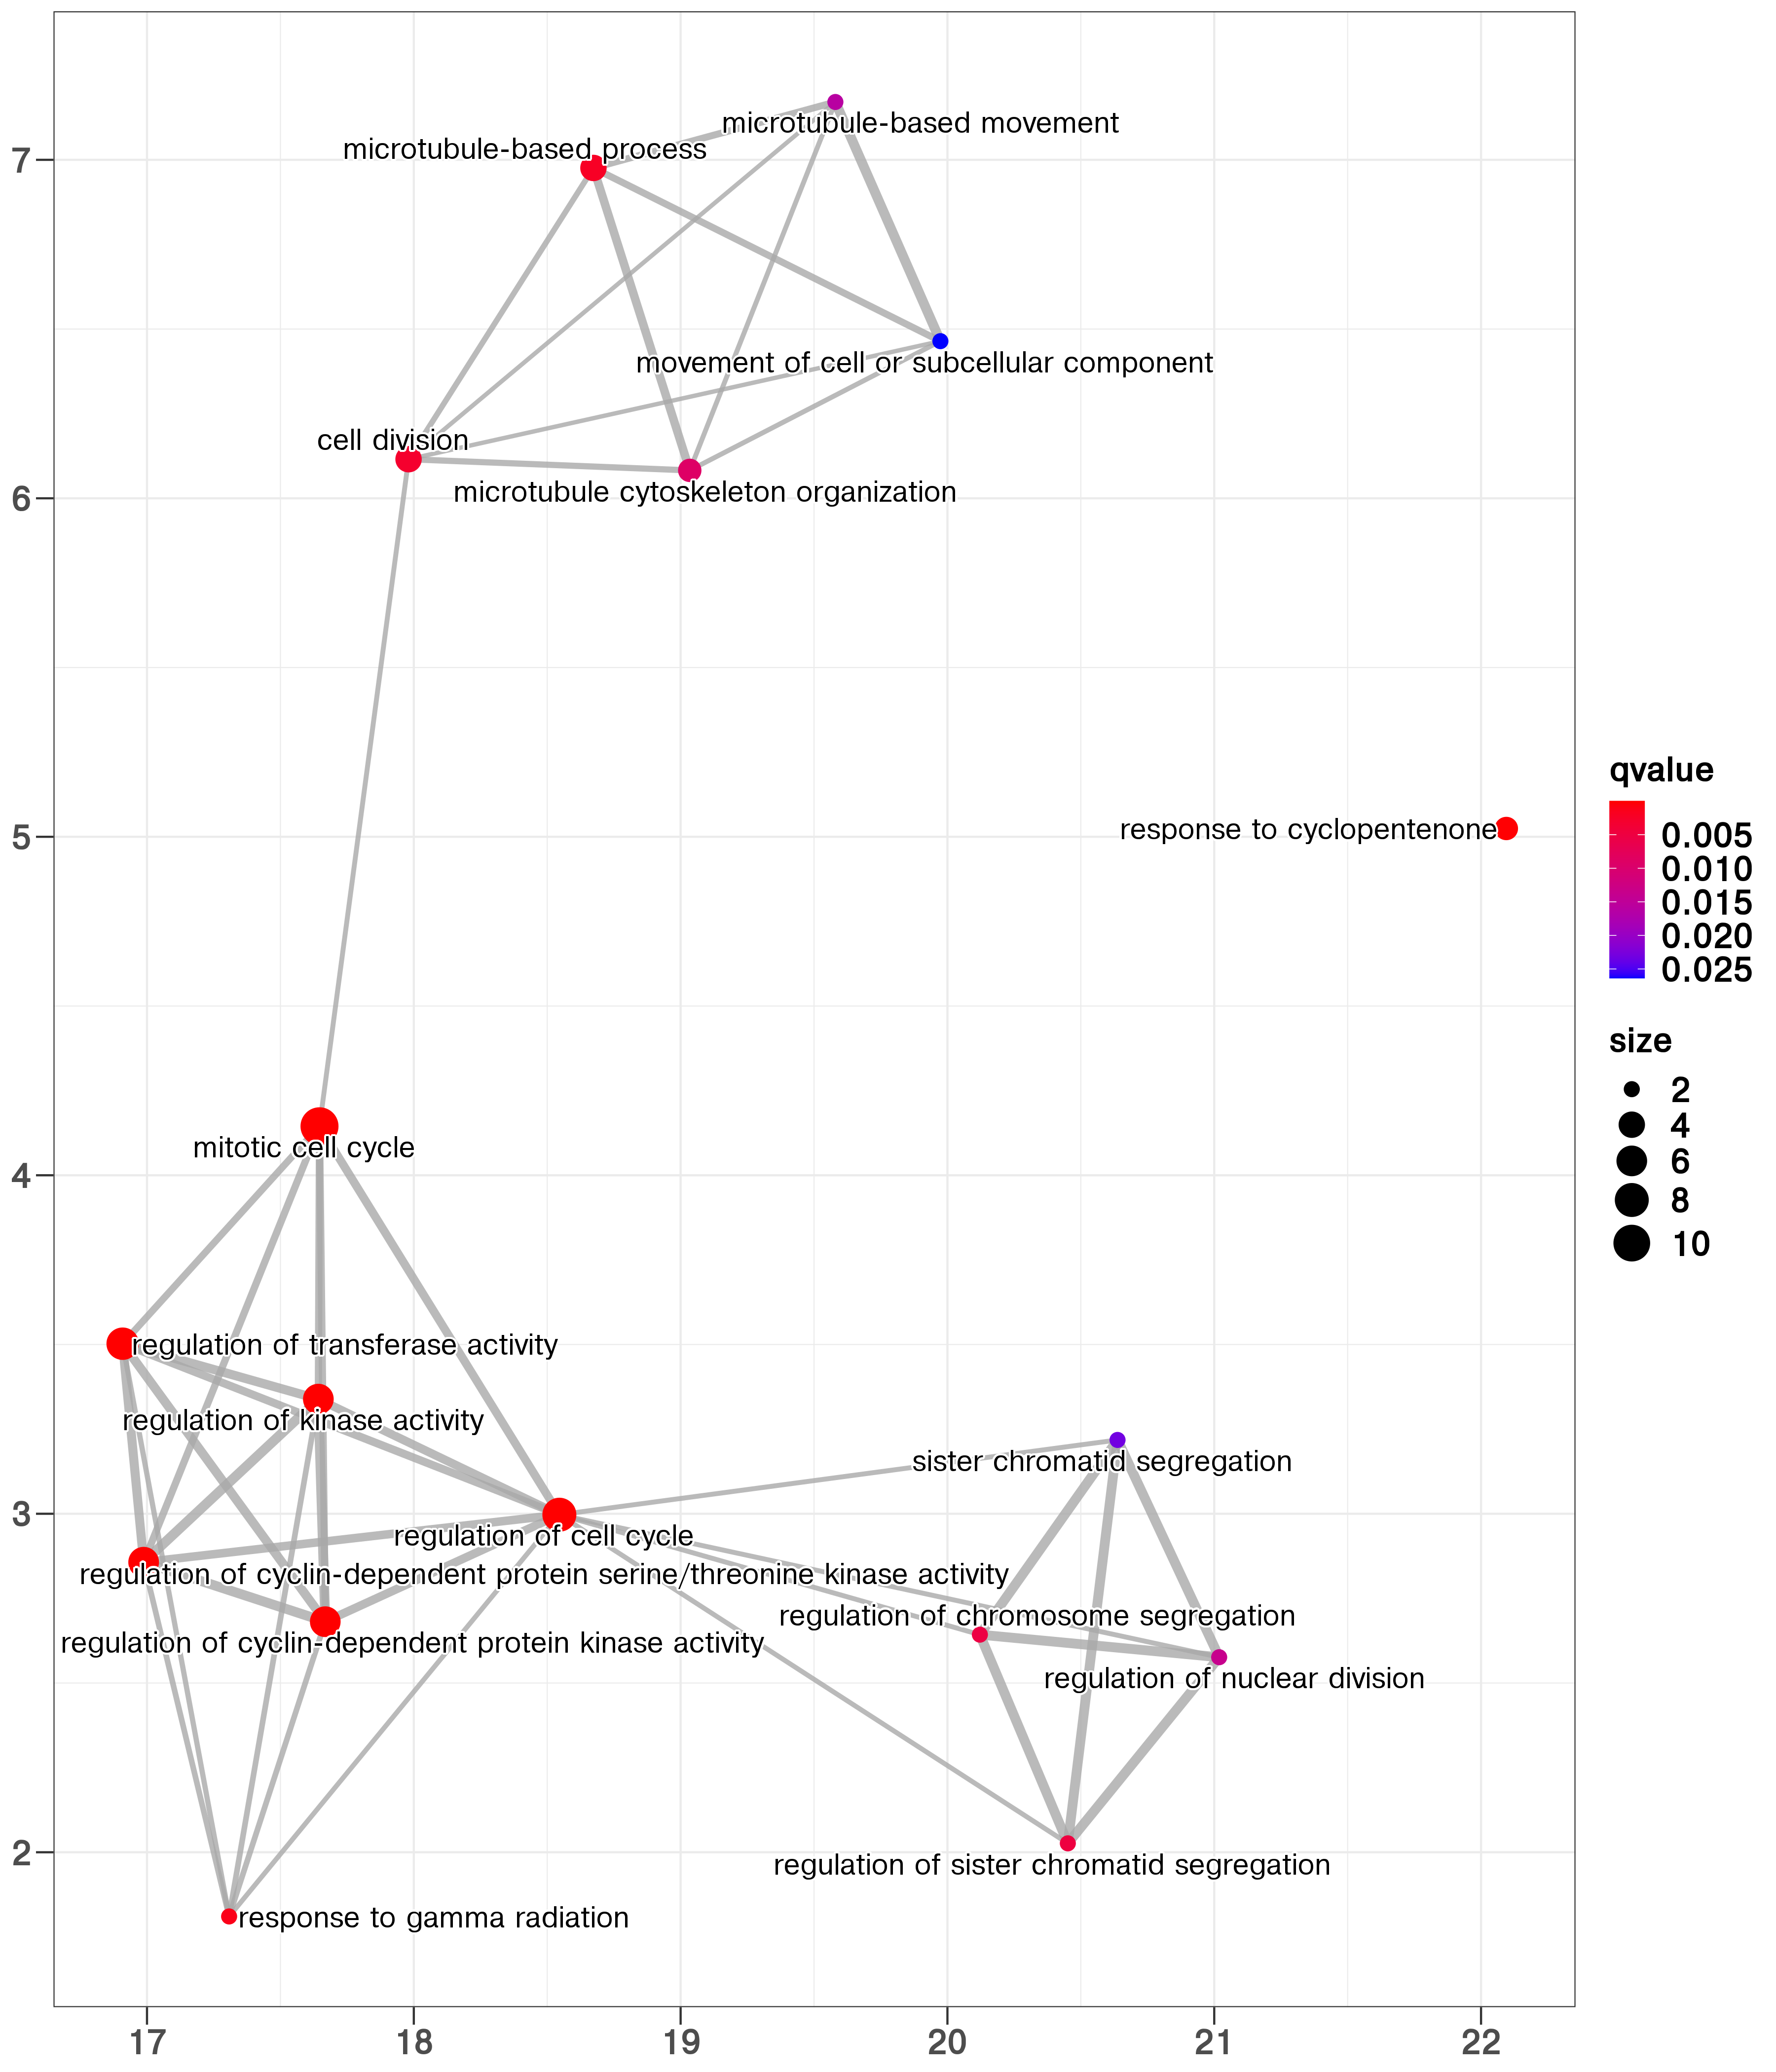 microtubule-based movement
microtubule-based process
7
movement of cell or subcellular component
cell division
microtubule cytoskeleton organization
6
response to cyclopentenone
5
mitotic cell cycle
4
regulation of transferase activity
regulation of kinase activity
sister chromatid segregation
3
regulation of cell cycle
regulation of cyclin-dependent protein serine/threonine kinase activity
regulation of chromosome segregation
regulation of cyclin-dependent protein kinase activity
regulation of nuclear division
2
regulation of sister chromatid segregation
response to gamma radiation
17 18 19 20 21 22
qvalue
0.005
0.010
0.015
0.020
0.025
size
2
4
6
8
10